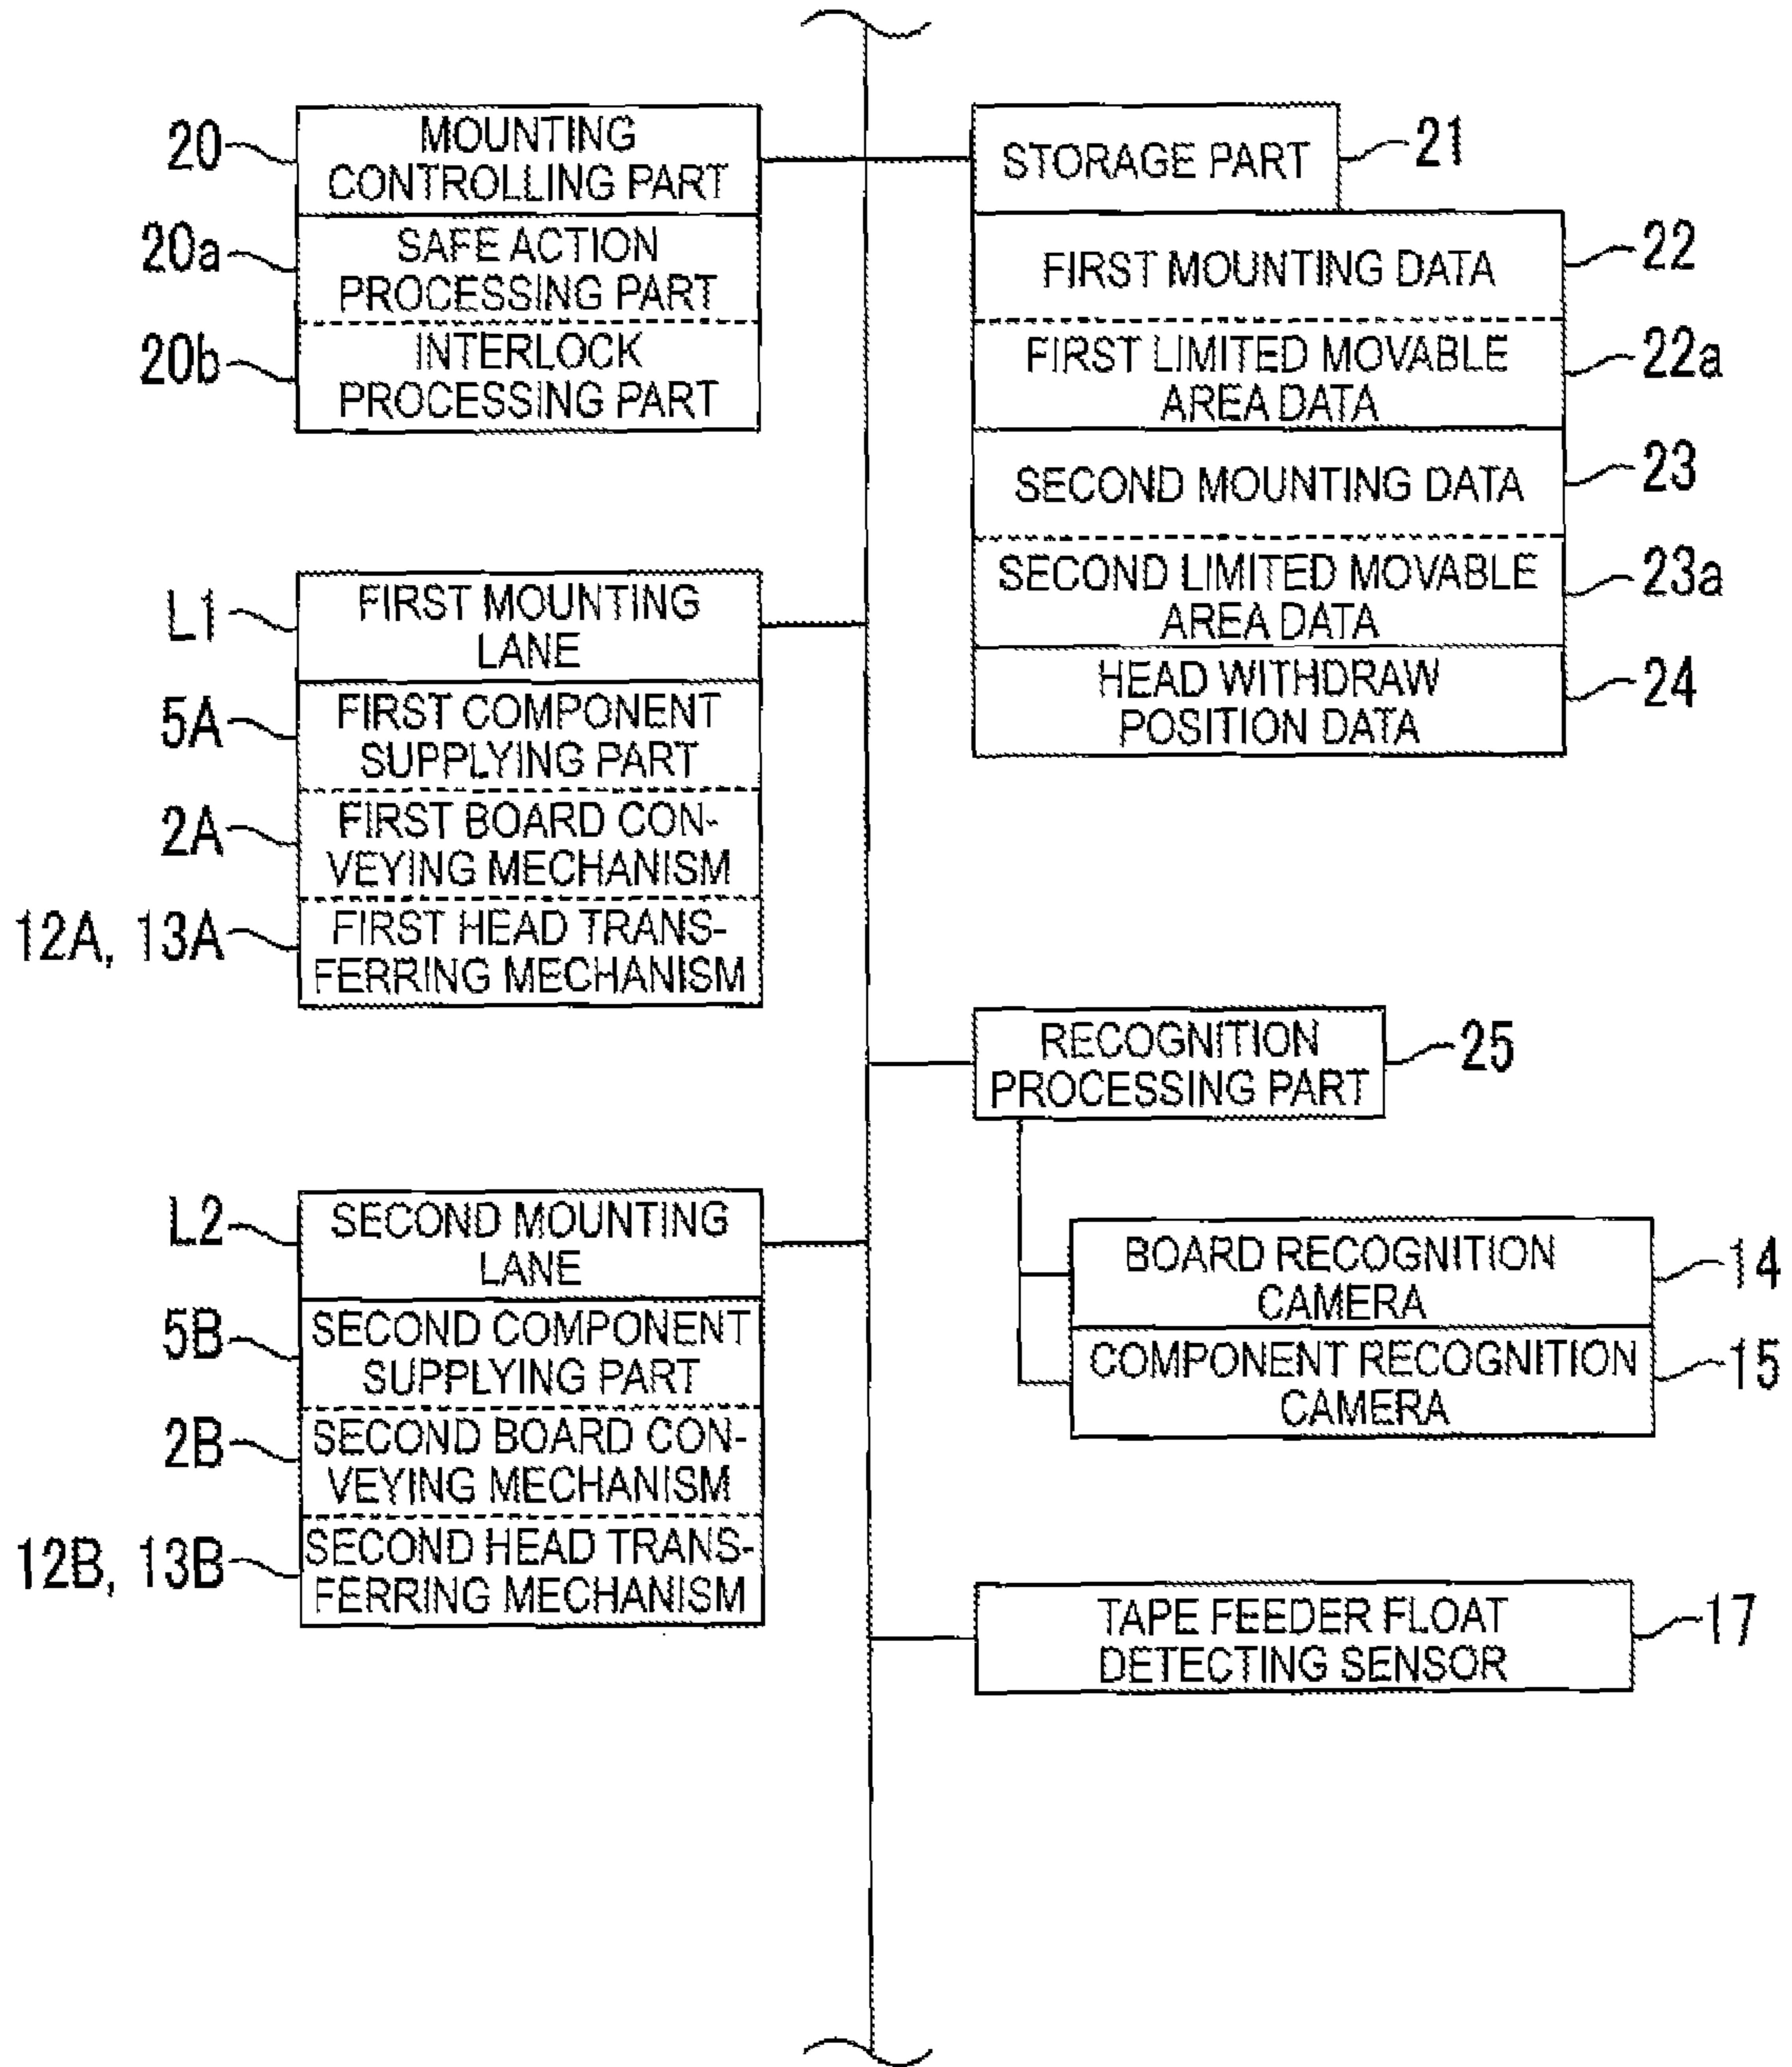 20
MOUNTING
CONTROLLING PART
20a
SAFE ACTION
PROCESSING PART
20b
INTERLOCK
PROCESSING PART
STORAGE PART
21
FIRST MOUNTING DATA
22
FIRST LIMITED MOVABLE
AREA DATA
22a
SECOND MOUNTING DATA
23
SECOND LIMITED MOVABLE
AREA DATA
23a
HEAD WITHDRAW
POSITION DATA
24
L1
FIRST MOUNTING
LANE
5A
FIRST COMPONENT
SUPPLYING PART
2A
FIRST BOARD CON-
VEYING MECHANISM
12A, 13A
FIRST HEAD TRANS-
FERRING MECHANISM
RECOGNITION
PROCESSING PART
25
BOARD RECOGNITION
CAMERA
14
COMPONENT RECOGNITION
CAMERA
15
L2
SECOND MOUNTING
LANE
5B
SECOND COMPONENT
SUPPLYING PART
2B
SECOND BOARD CON-
VEYING MECHANISM
12B, 13B
SECOND HEAD TRANS-
FERRING MECHANISM
TAPE FEEDER FLOAT
DETECTING SENSOR
17